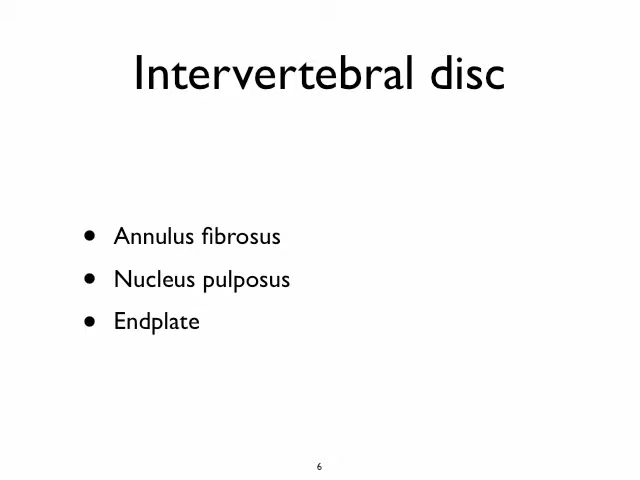 Intervertebral disc
• Annulus fibrosus
• Nucleus pulposus
• Endplate
6